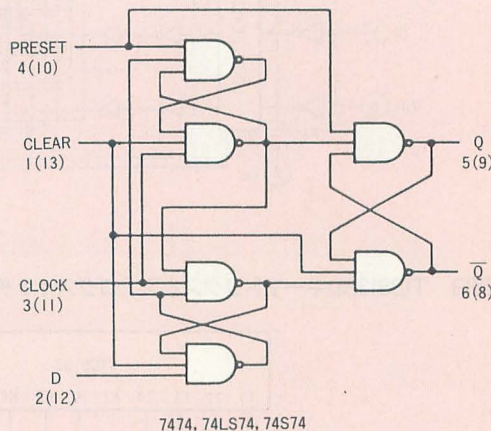 PRESET
4(10)
CLEAR
1(13)
CLOCK
3(11)
D
2(12)
Q
5(9)
Q̅
6(8)
7474, 74LS74, 74S74